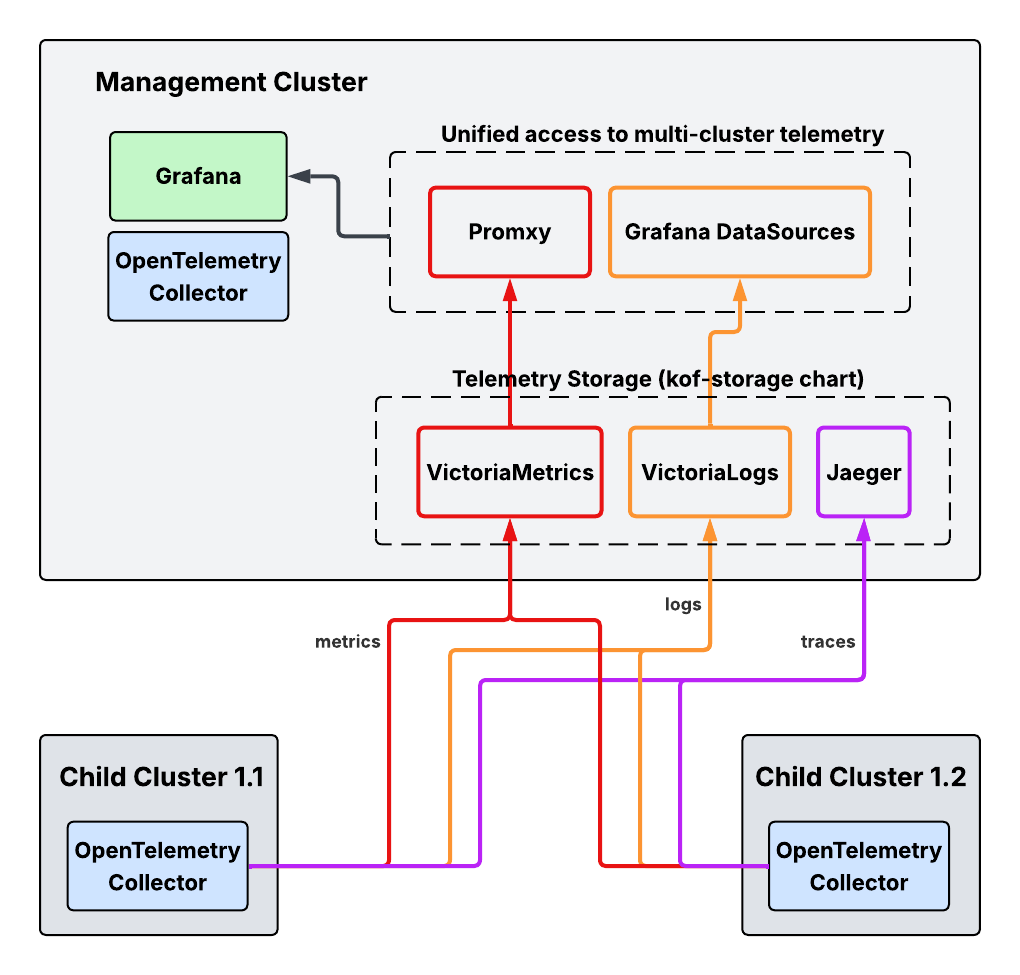 Management Cluster
Unified access to multi-cluster telemetry
Grafana
Promxy
Grafana DataSources
OpenTelemetry
Collector
Telemetry Storage (kof-storage chart)
VictoriaMetrics
VictoriaLogs
Jaeger
logs
metrics
traces
Child Cluster 1.1
OpenTelemetry
Collector
Child Cluster 1.2
OpenTelemetry
Collector